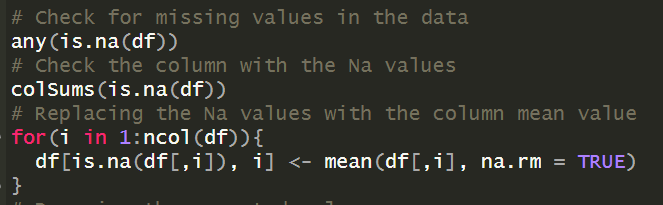 # Check for missing values in the data
any(is.na(df))
# Check the column with the Na values
colSums(is.na(df))
# Replacing the Na values with the column mean value
for(i in 1:ncol(df)){
  df[is.na(df[,i]), i] <- mean(df[,i], na.rm = TRUE)
}